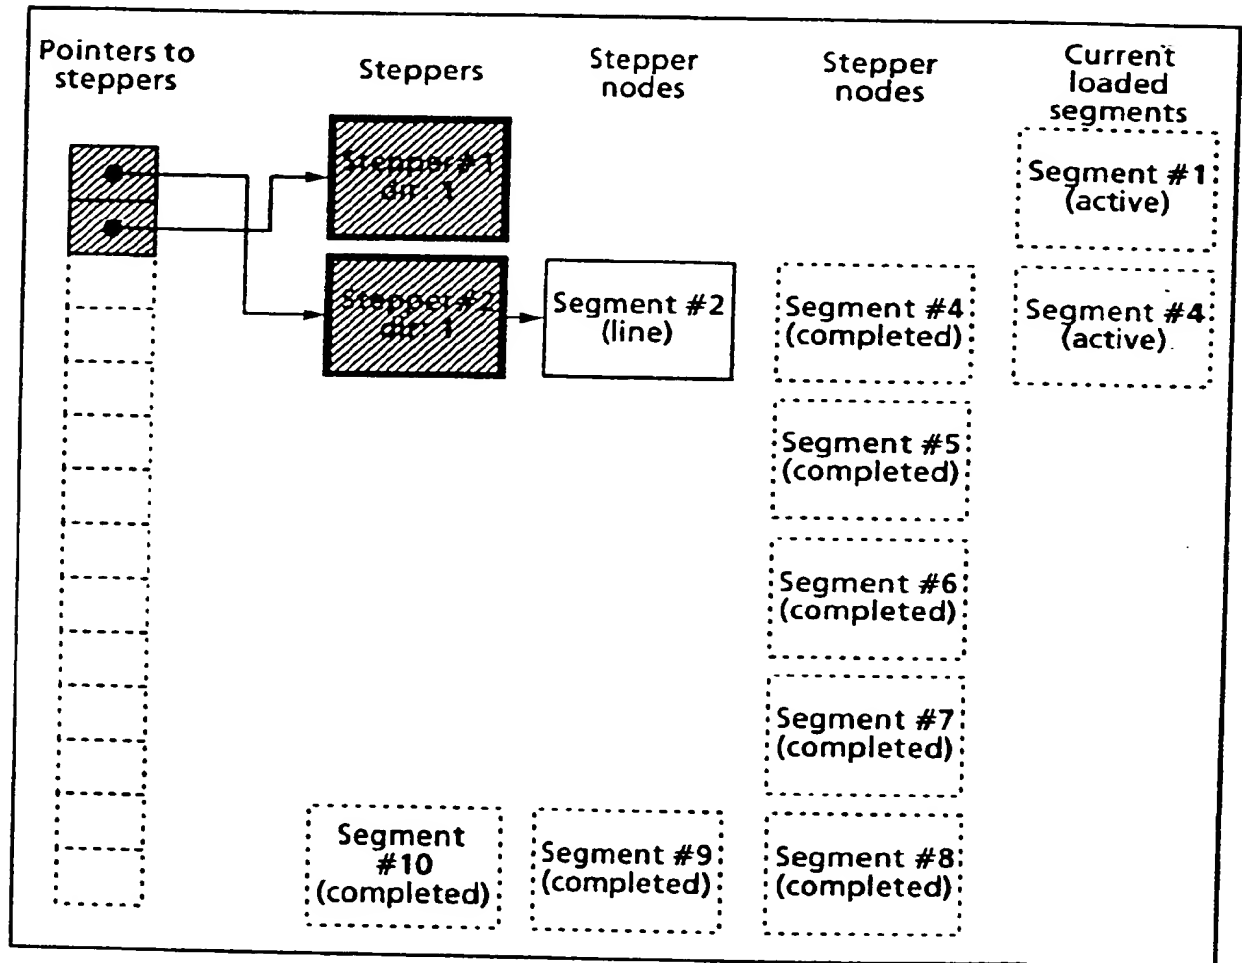 Pointers to
steppers
Steppers
Stepper
nodes
Stepper
nodes
Current
loaded
segments
Stepper#1
dir: 1
Segment #1
(active)
Stepper#2
dir: 1
Segment #2
(line)
Segment #4
(completed)
Segment #4
(active)
Segment #5
(completed)
Segment #6
(completed)
Segment #7
(completed)
Segment
#10
(completed)
Segment #9
(completed)
Segment #8
(completed)